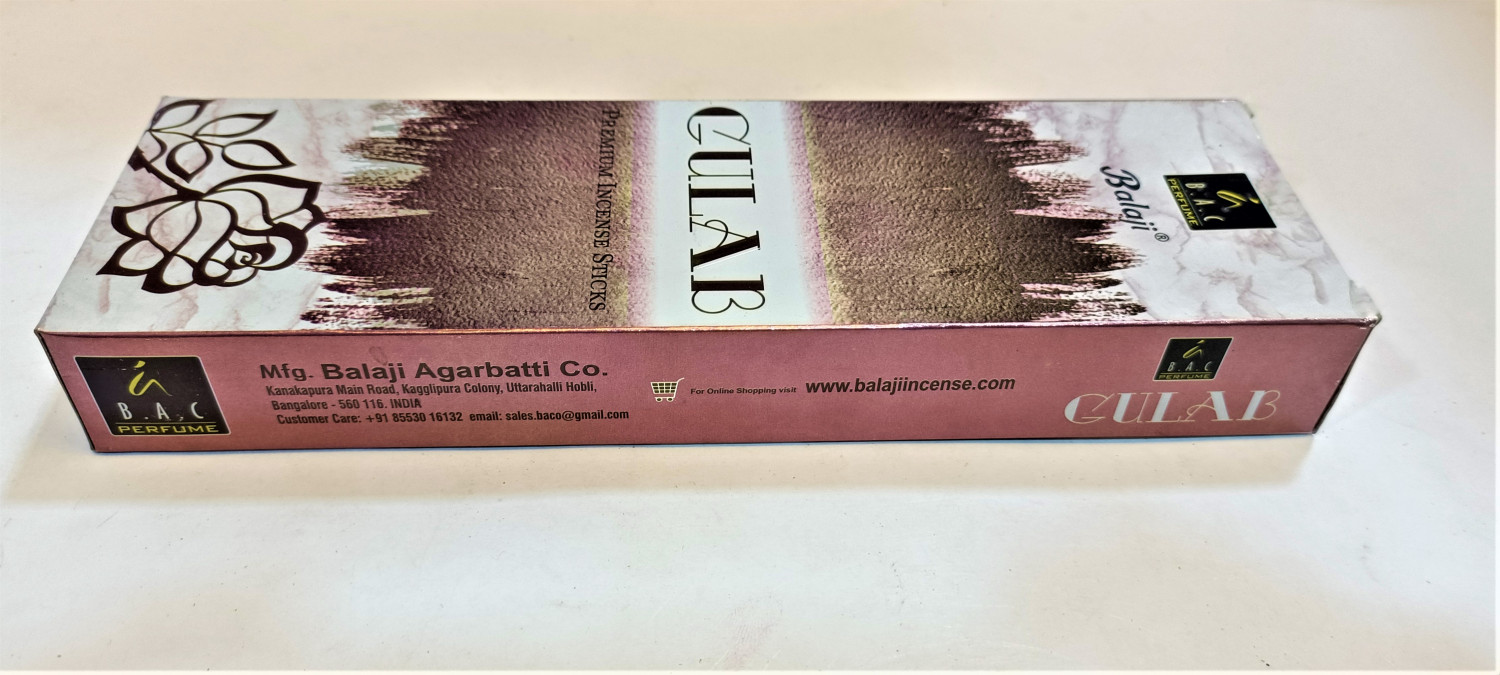 B.A.C
PERFUME
Balaji®
GULAB
PREMIUM INCENSE STICKS
B.A.C
PERFUME
Mfg. Balaji Agarbatti Co.
Kanakapura Main Road, Kagglipura Colony, Uttarahalli Hobli,
Bangalore - 560 116. INDIA
Customer Care: +91 85530 16132 email: sales.baco@gmail.com
For Online Shopping visit www.balajiincense.com
B.A.C
PERFUME
GULAB